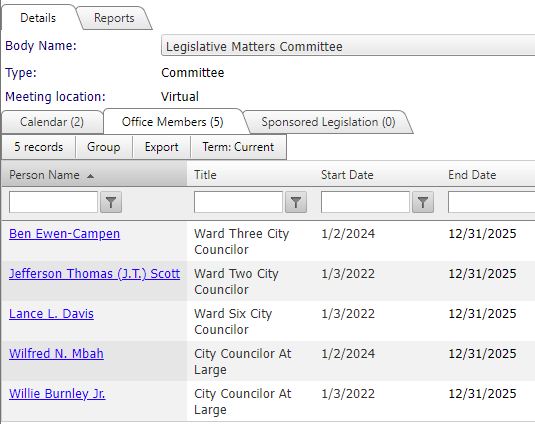 Details Reports
Body Name: Legislative Matters Committee
Type: Committee
Meeting location: Virtual
Calendar (2) Office Members (5) Sponsored Legislation (0)
5 records Group Export Term: Current
Person Name Title Start Date End Date
Ben Ewen-Campen Ward Three City 1/2/2024 12/31/2025
Councilor
Jefferson Thomas (J.T.) Scott Ward Two City 1/3/2022 12/31/2025
Councilor
Lance L. Davis Ward Six City 1/3/2022 12/31/2025
Councilor
Wilfred N. Mbah City Councilor At 1/2/2024 12/31/2025
Large
Willie Burnley Jr. City Councilor At 1/3/2022 12/31/2025
Large